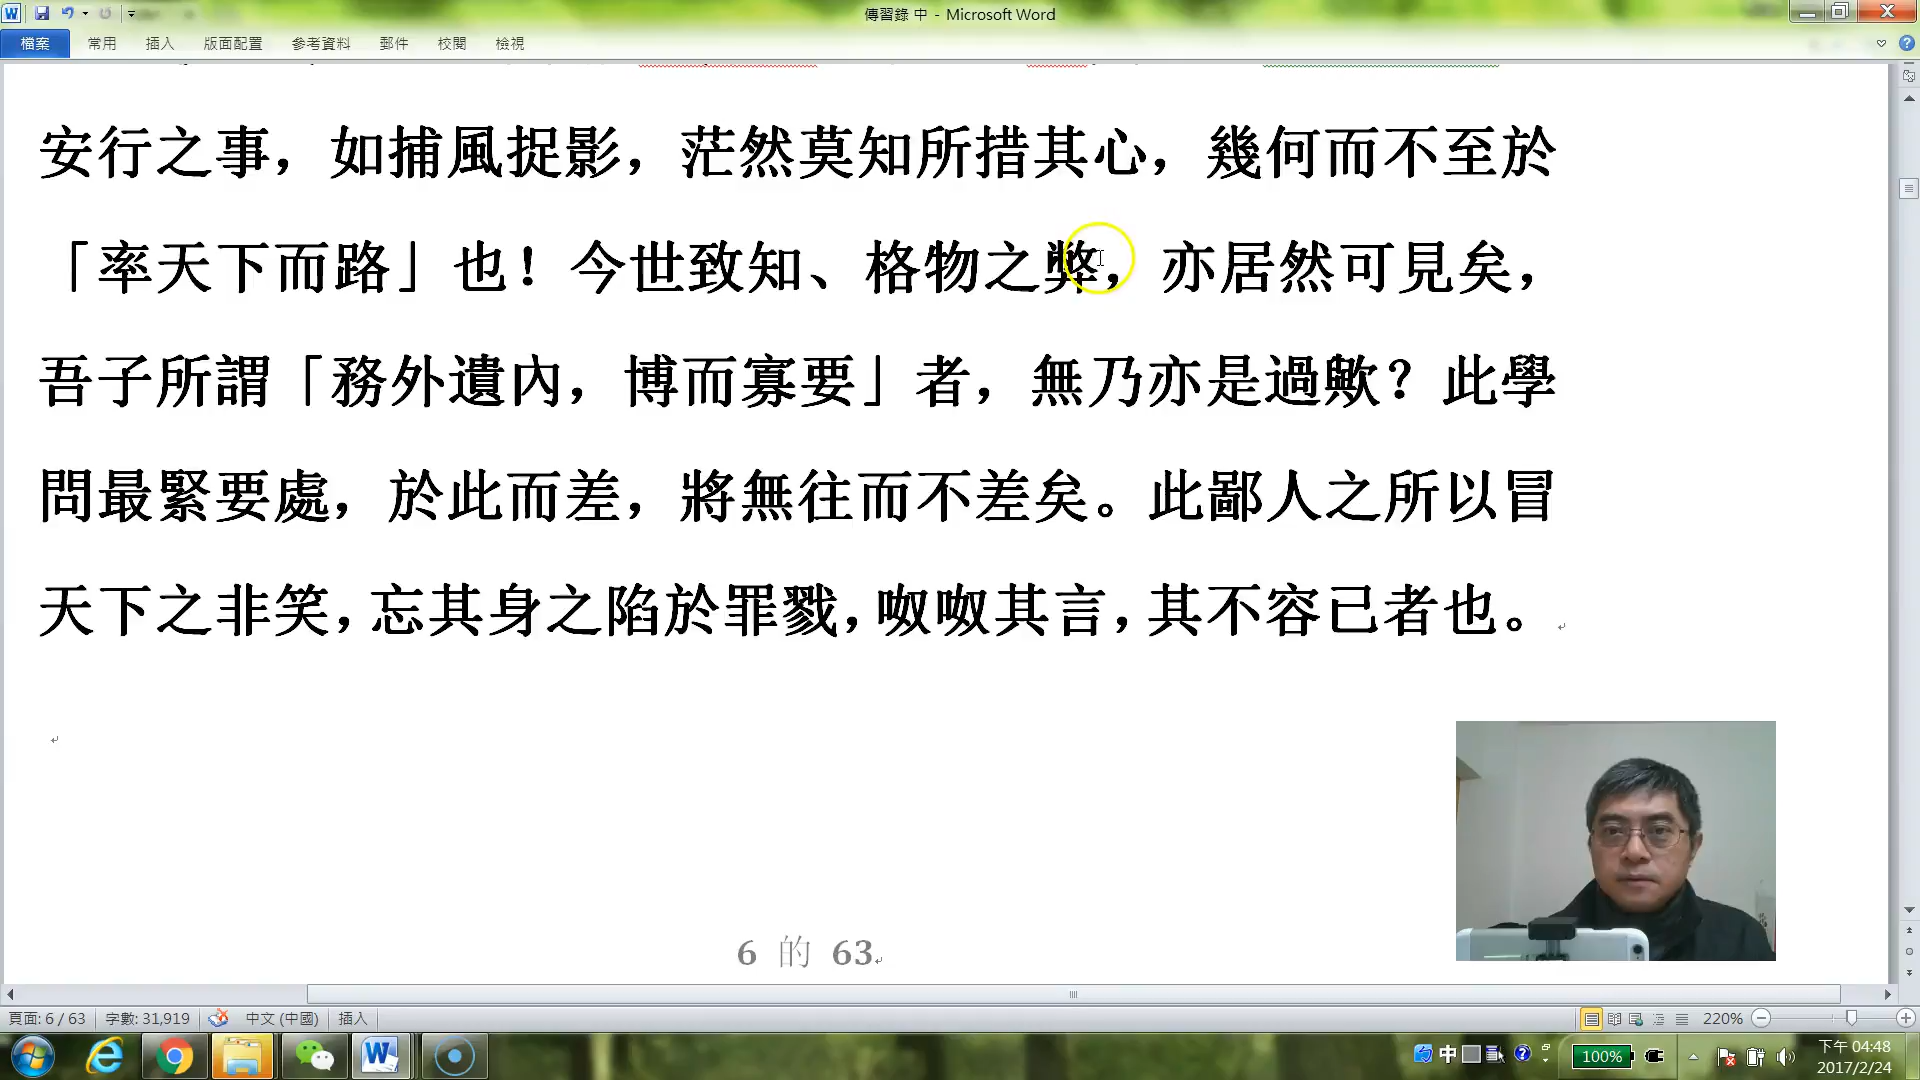 傳習錄 中 - Microsoft Word
檔案 常用 插入 版面配置 參考資料 郵件 校閱 檢視
安行之事，如捕風捉影，茫然莫知所措其心，幾何而不至於
「率天下而路」也！今世致知、格物之弊，亦居然可見矣，
吾子所謂「務外遺內，博而寡要」者，無乃亦是過歟？此學
問最緊要處，於此而差，將無往而不差矣。此鄙人之所以冒
天下之非笑，忘其身之陷於罪戮，呶呶其言，其不容已者也。
6 的 63
頁面: 6 / 63 字數: 31,919 中文 (中國) 插入 220%
中 100% 下午 04:48
2017/2/24